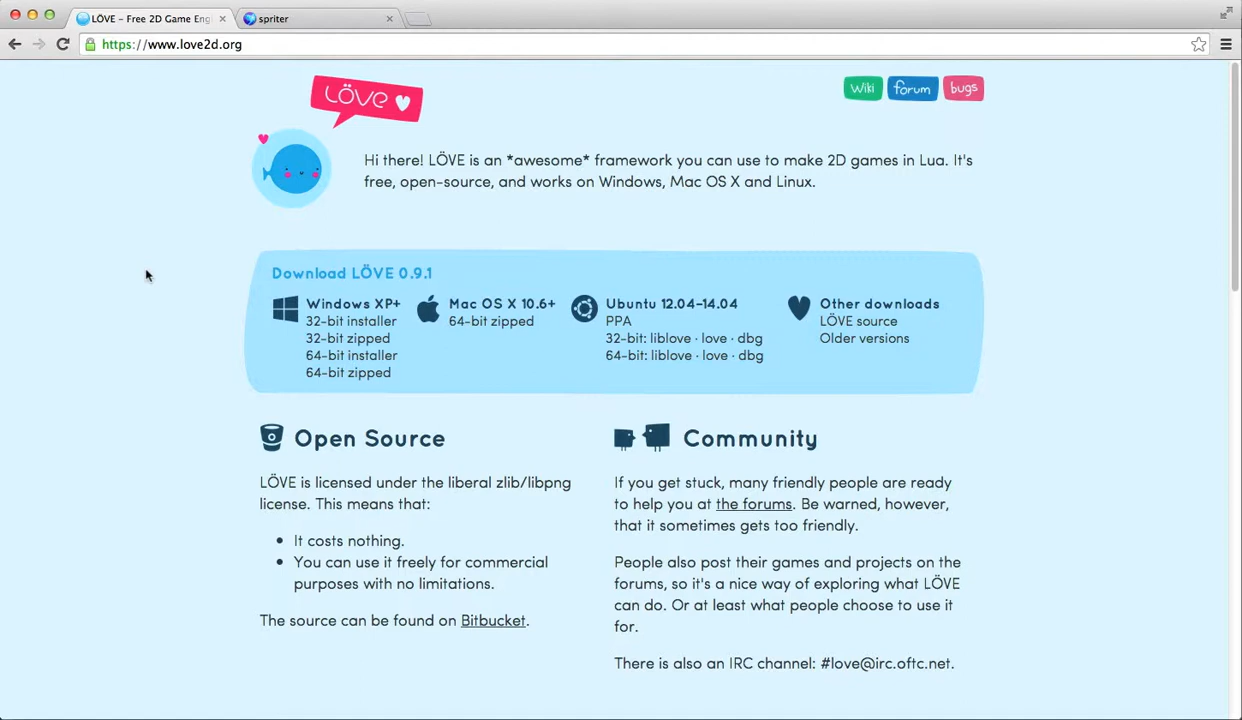 LÖVE - Free 2D Game Eng
spriter
https://www.love2d.org
LÖVE
Wiki
forum
bugs
Hi there! LÖVE is an *awesome* framework you can use to make 2D games in Lua. It's
free, open-source, and works on Windows, Mac OS X and Linux.
Download LÖVE 0.9.1
Windows XP+
32-bit installer
32-bit zipped
64-bit installer
64-bit zipped
Mac OS X 10.6+
64-bit zipped
Ubuntu 12.04-14.04
PPA
32-bit: liblove · love · dbg
64-bit: liblove · love · dbg
Other downloads
LÖVE source
Older versions
Open Source
LÖVE is licensed under the liberal zlib/libpng
license. This means that:
• It costs nothing.
• You can use it freely for commercial
purposes with no limitations.
The source can be found on Bitbucket.
Community
If you get stuck, many friendly people are ready
to help you at the forums. Be warned, however,
that it sometimes gets too friendly.
People also post their games and projects on the
forums, so it's a nice way of exploring what LÖVE
can do. Or at least what people choose to use it
for.
There is also an IRC channel: #love@irc.oftc.net.